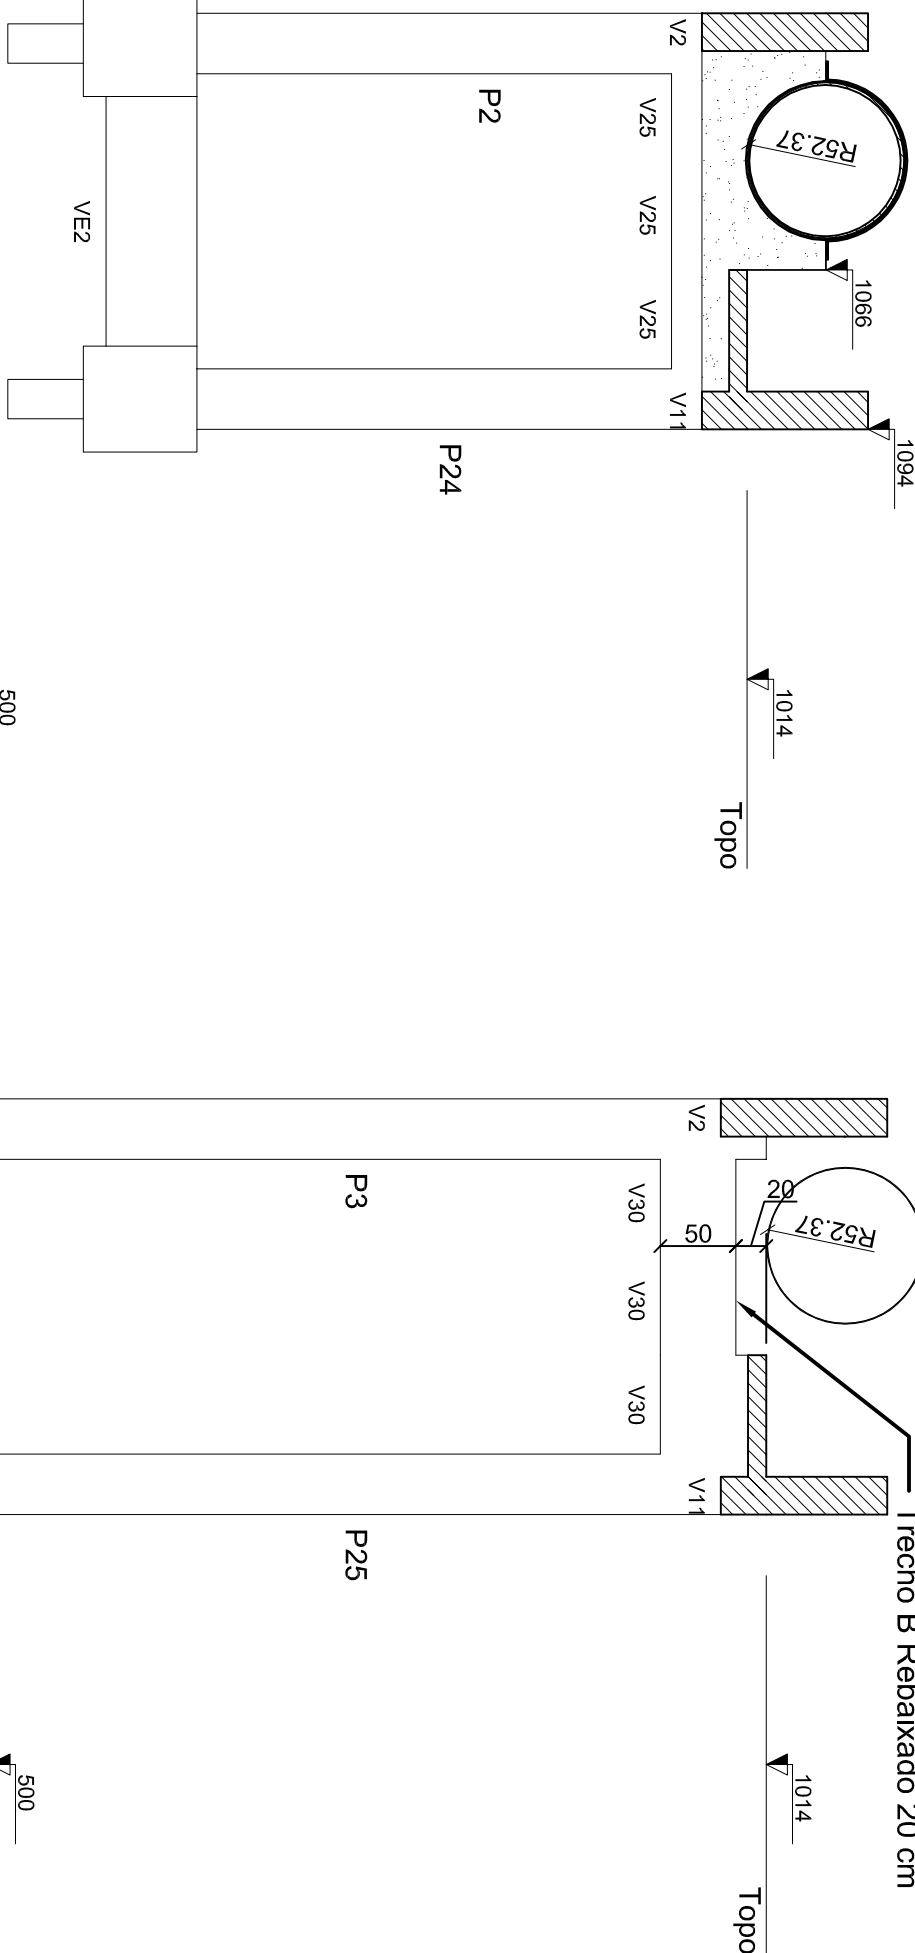 V2
P2
V25
V25
V25
R52.37
VE2
1066
V11
1094
P24
1014
Topo
500
V2
P3
V30
V30
V30
50
20
R52.37
V11
P25
Trecho B Rebaixado 20 cm
1014
500
Topo